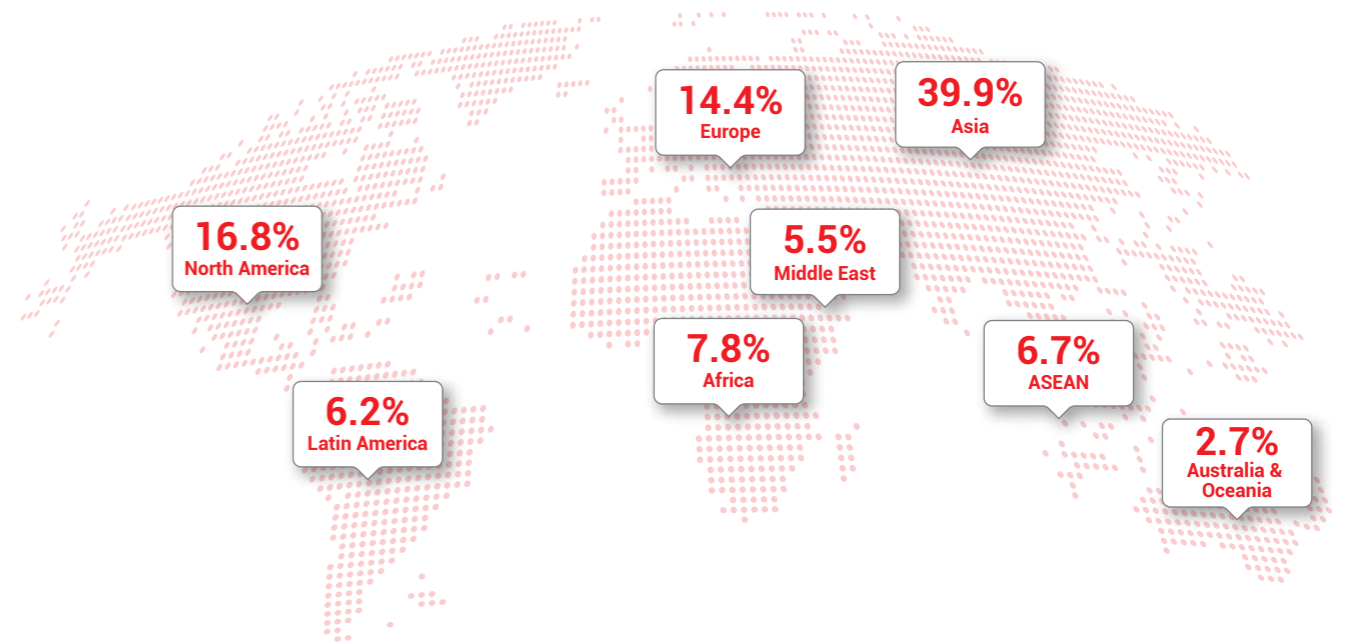 39.9%
Asia
14.4%
Europe
16.8%
North America
5.5%
Middle East
7.8%
Africa
6.7%
ASEAN
6.2%
Latin America
2.7%
Australia &
Oceania